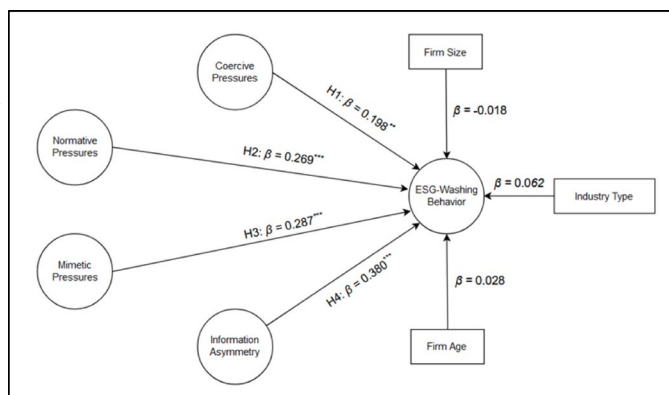 Coercive
Pressures
Firm Size
H1: β = 0.198**
β = -0.018
Normative
Pressures
H2: β = 0.269***
ESG-Washing
Behavior
β = 0.062
Industry Type
Mimetic
Pressures
H3: β = 0.287***
H4: β = 0.380***
β = 0.028
Information
Asymmetry
Firm Age